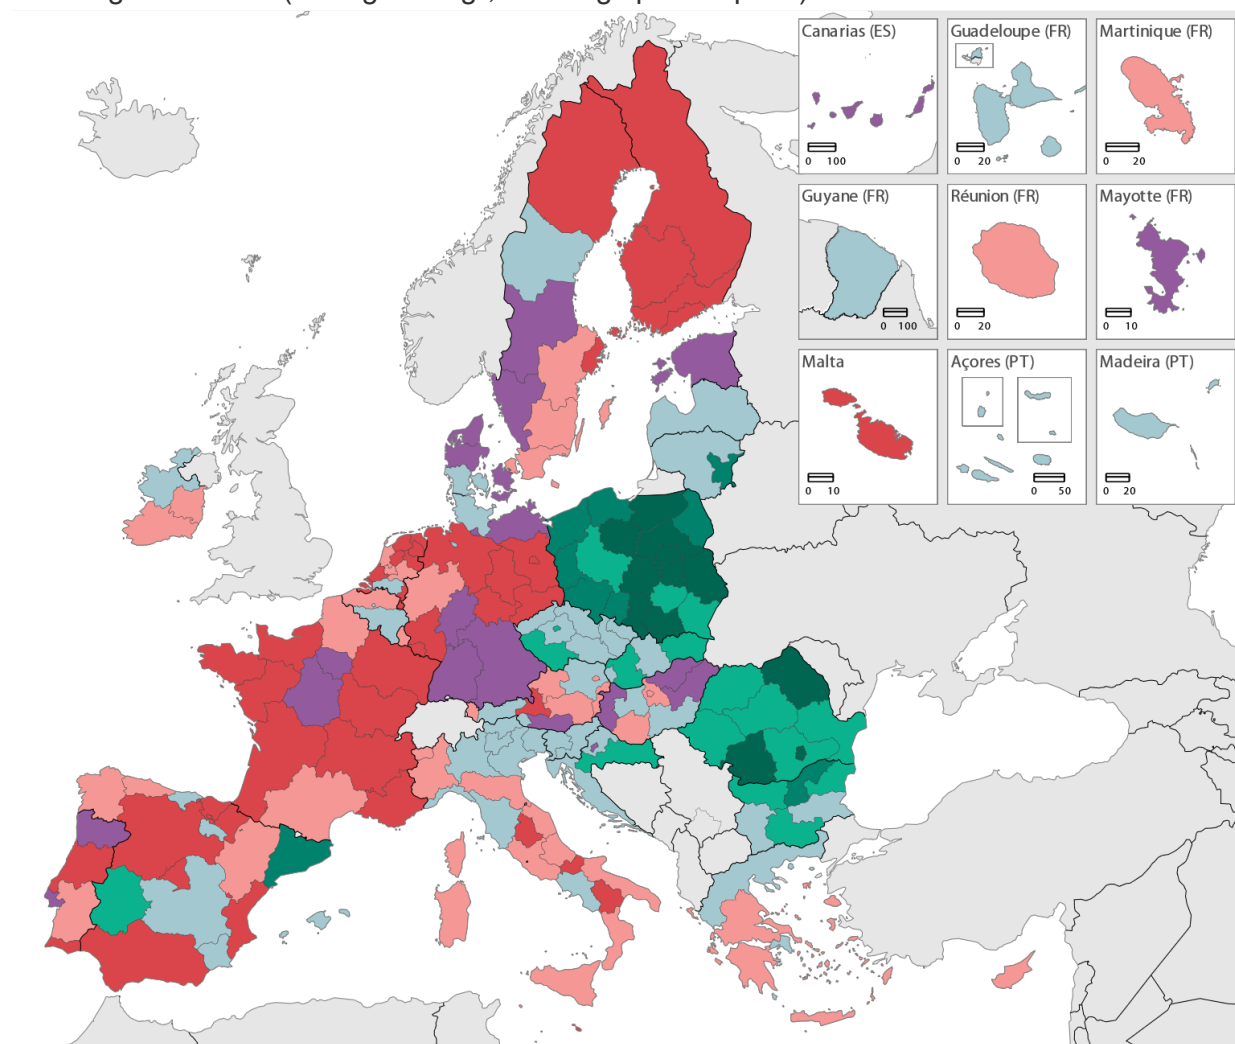 Canarias (ES)
0 100
Guadeloupe (FR)
0 20
Martinique (FR)
0 20
Guyane (FR)
0 100
Réunion (FR)
0 20
Mayotte (FR)
0 10
Malta
0 10
Açores (PT)
0 50
Madeira (PT)
0 20